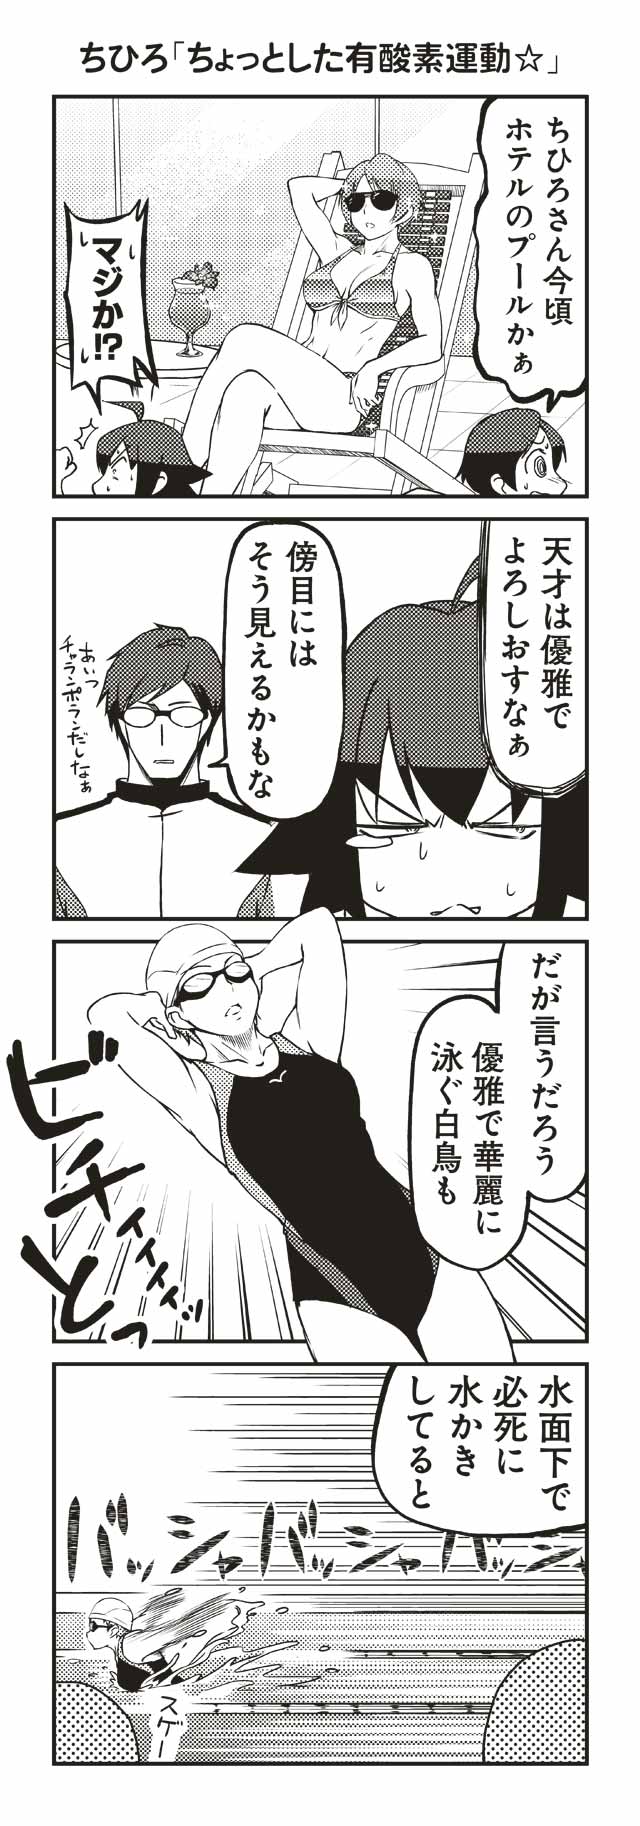 ちひろ「ちょっとした有酸素運動☆」
ちひろさん今頃
ホテルのプールかぁ
マジか!?
天才は優雅で
よろしおすなぁ
傍目には
そう見えるかもな
あいつ
チャランポランだしなぁ
だが言うだろう
優雅で華麗に
泳ぐ白鳥も
ビチィイイイイとっ
水面下で
必死に
水かき
してると
バッシャバッシャバッシャ
スゲー